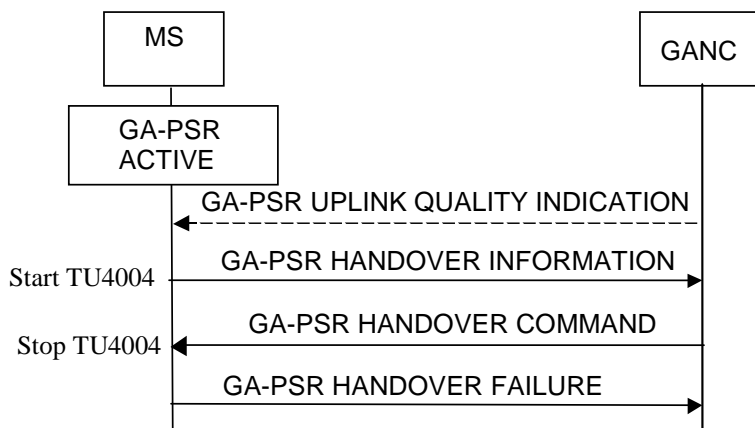 MS
GANC
GA-PSR
ACTIVE
GA-PSR UPLINK QUALITY INDICATION
Start TU4004
GA-PSR HANDOVER INFORMATION
Stop TU4004
GA-PSR HANDOVER COMMAND
GA-PSR HANDOVER FAILURE